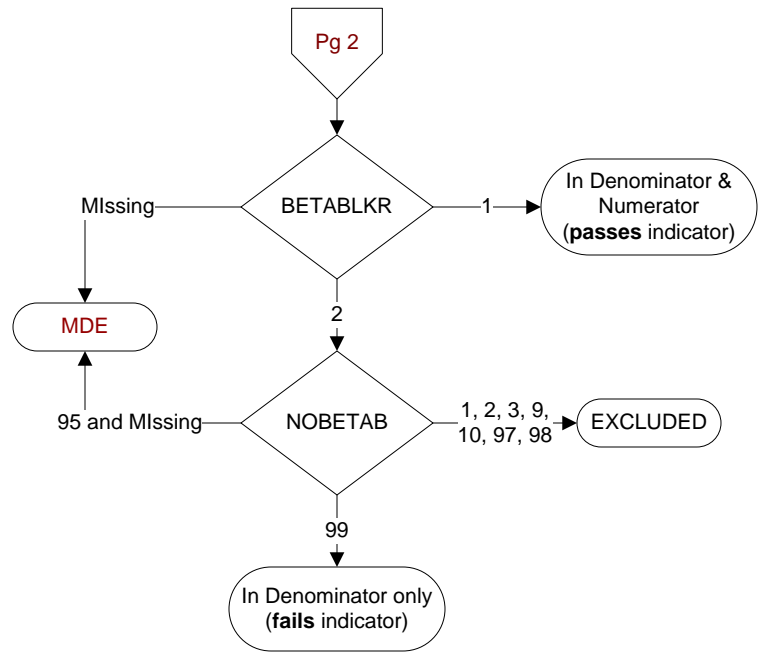 Pg 2
MIssing
BETABLKR
1
In Denominator &
Numerator
(passes indicator)
2
MDE
95 and MIssing
NOBETAB
1, 2, 3, 9,
10, 97, 98
EXCLUDED
99
In Denominator only
(fails indicator)